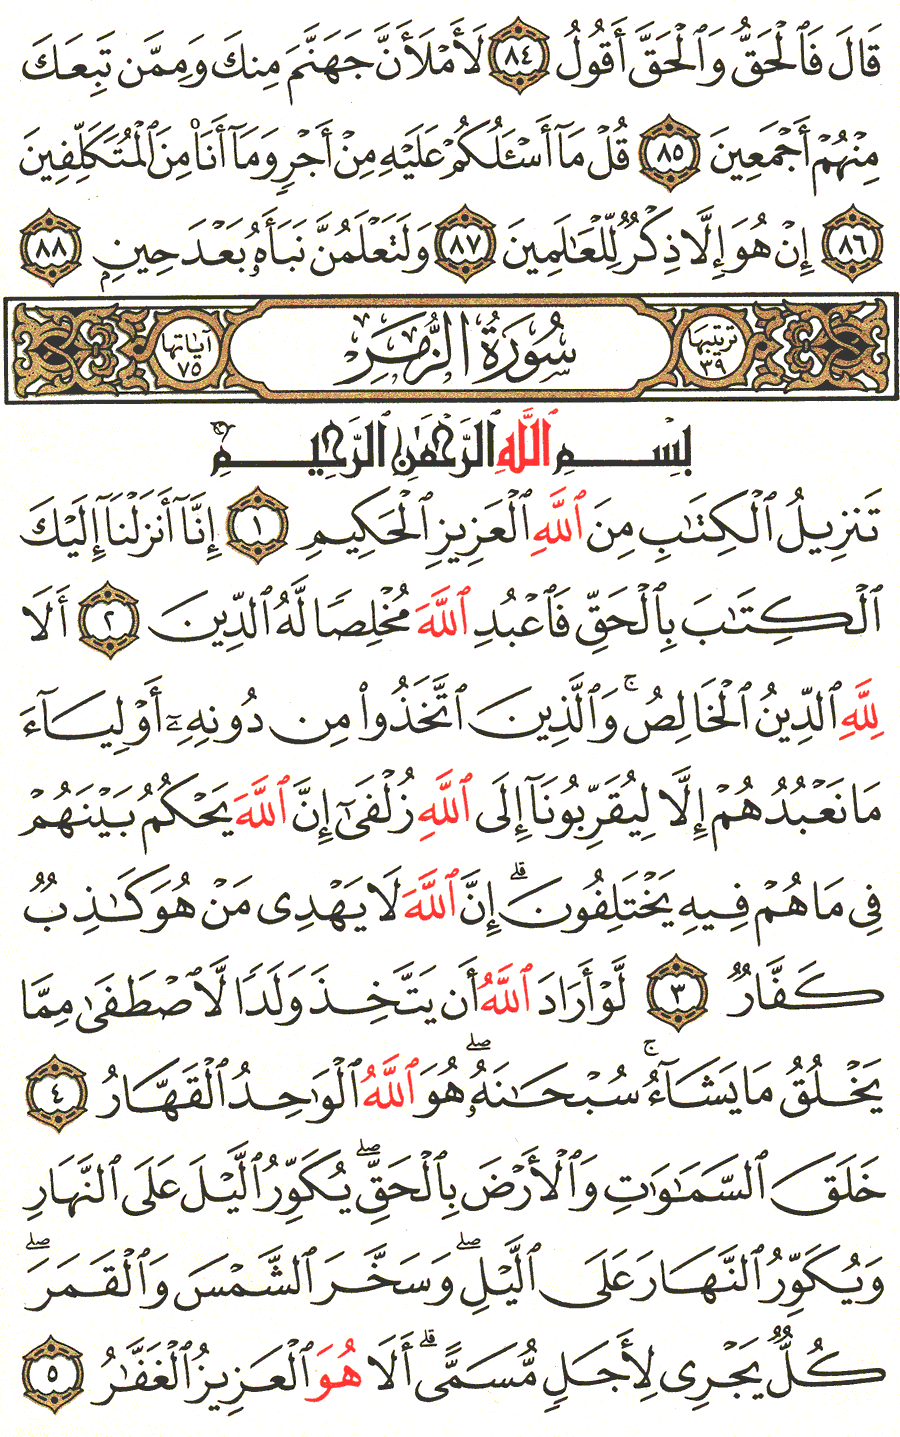 قَالَ فَٱلْحَقُّ وَٱلْحَقَّ أَقُولُ ٨٤ لَأَمْلَأَنَّ جَهَنَّمَ مِنكَ وَمِمَّن تَبِعَكَ
مِنْهُمْ أَجْمَعِينَ ٨٥ قُلْ مَآ أَسْـَٔلُكُمْ عَلَيْهِ مِنْ أَجْرٍ وَمَآ أَنَا۠ مِنَ ٱلْمُتَكَلِّفِينَ
٨٦ إِنْ هُوَ إِلَّا ذِكْرٌ لِّلْعَـٰلَمِينَ ٨٧ وَلَتَعْلَمُنَّ نَبَأَهُۥ بَعْدَ حِينٍۭ ٨٨
ترتيبها ٣٩ سُورَةُ الزُّمَرِ آياتها ٧٥
بِسْمِ ٱللَّهِ ٱلرَّحْمَـٰنِ ٱلرَّحِيمِ
تَنزِيلُ ٱلْكِتَـٰبِ مِنَ ٱللَّهِ ٱلْعَزِيزِ ٱلْحَكِيمِ ١ إِنَّآ أَنزَلْنَآ إِلَيْكَ
ٱلْكِتَـٰبَ بِٱلْحَقِّ فَٱعْبُدِ ٱللَّهَ مُخْلِصًا لَّهُ ٱلدِّينَ ٢ أَلَا
لِلَّهِ ٱلدِّينُ ٱلْخَالِصُ ۚ وَٱلَّذِينَ ٱتَّخَذُوا۟ مِن دُونِهِۦٓ أَوْلِيَآءَ
مَا نَعْبُدُهُمْ إِلَّا لِيُقَرِّبُونَآ إِلَى ٱللَّهِ زُلْفَىٰٓ إِنَّ ٱللَّهَ يَحْكُمُ بَيْنَهُمْ
فِى مَا هُمْ فِيهِ يَخْتَلِفُونَ ۗ إِنَّ ٱللَّهَ لَا يَهْدِى مَنْ هُوَ كَـٰذِبٌ
كَفَّارٌ ٣ لَّوْ أَرَادَ ٱللَّهُ أَن يَتَّخِذَ وَلَدًا لَّٱصْطَفَىٰ مِمَّا
يَخْلُقُ مَا يَشَآءُ ۚ سُبْحَـٰنَهُۥ ۖ هُوَ ٱللَّهُ ٱلْوَٰحِدُ ٱلْقَهَّارُ ٤
خَلَقَ ٱلسَّمَـٰوَٰتِ وَٱلْأَرْضَ بِٱلْحَقِّ ۖ يُكَوِّرُ ٱلَّيْلَ عَلَى ٱلنَّهَارِ
وَيُكَوِّرُ ٱلنَّهَارَ عَلَى ٱلَّيْلِ ۖ وَسَخَّرَ ٱلشَّمْسَ وَٱلْقَمَرَ ۖ
كُلٌّ يَجْرِى لِأَجَلٍ مُّسَمًّى ۗ أَلَا هُوَ ٱلْعَزِيزُ ٱلْغَفَّـٰرُ ٥